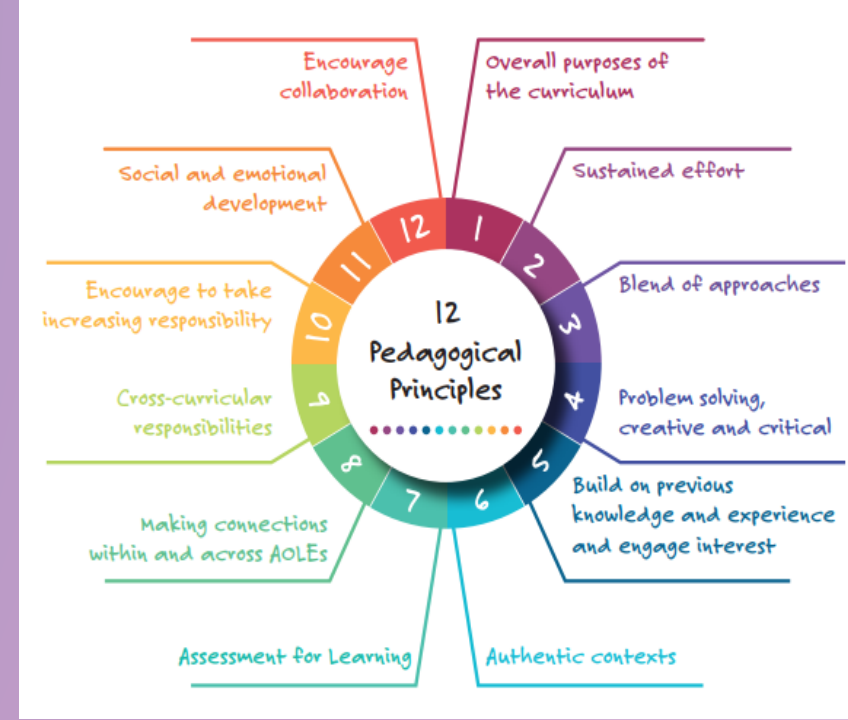 12
Pedagogical
Principles
1
Overall purposes of
the curriculum
2
Sustained effort
3
Blend of approaches
4
Problem solving,
creative and critical
5
Build on previous
knowledge and experience
and engage interest
6
Authentic contexts
7
Assessment for Learning
8
Making connections
within and across AOLEs
9
Cross-curricular
responsibilities
10
Encourage to take
increasing responsibility
11
Social and emotional
development
12
Encourage
collaboration